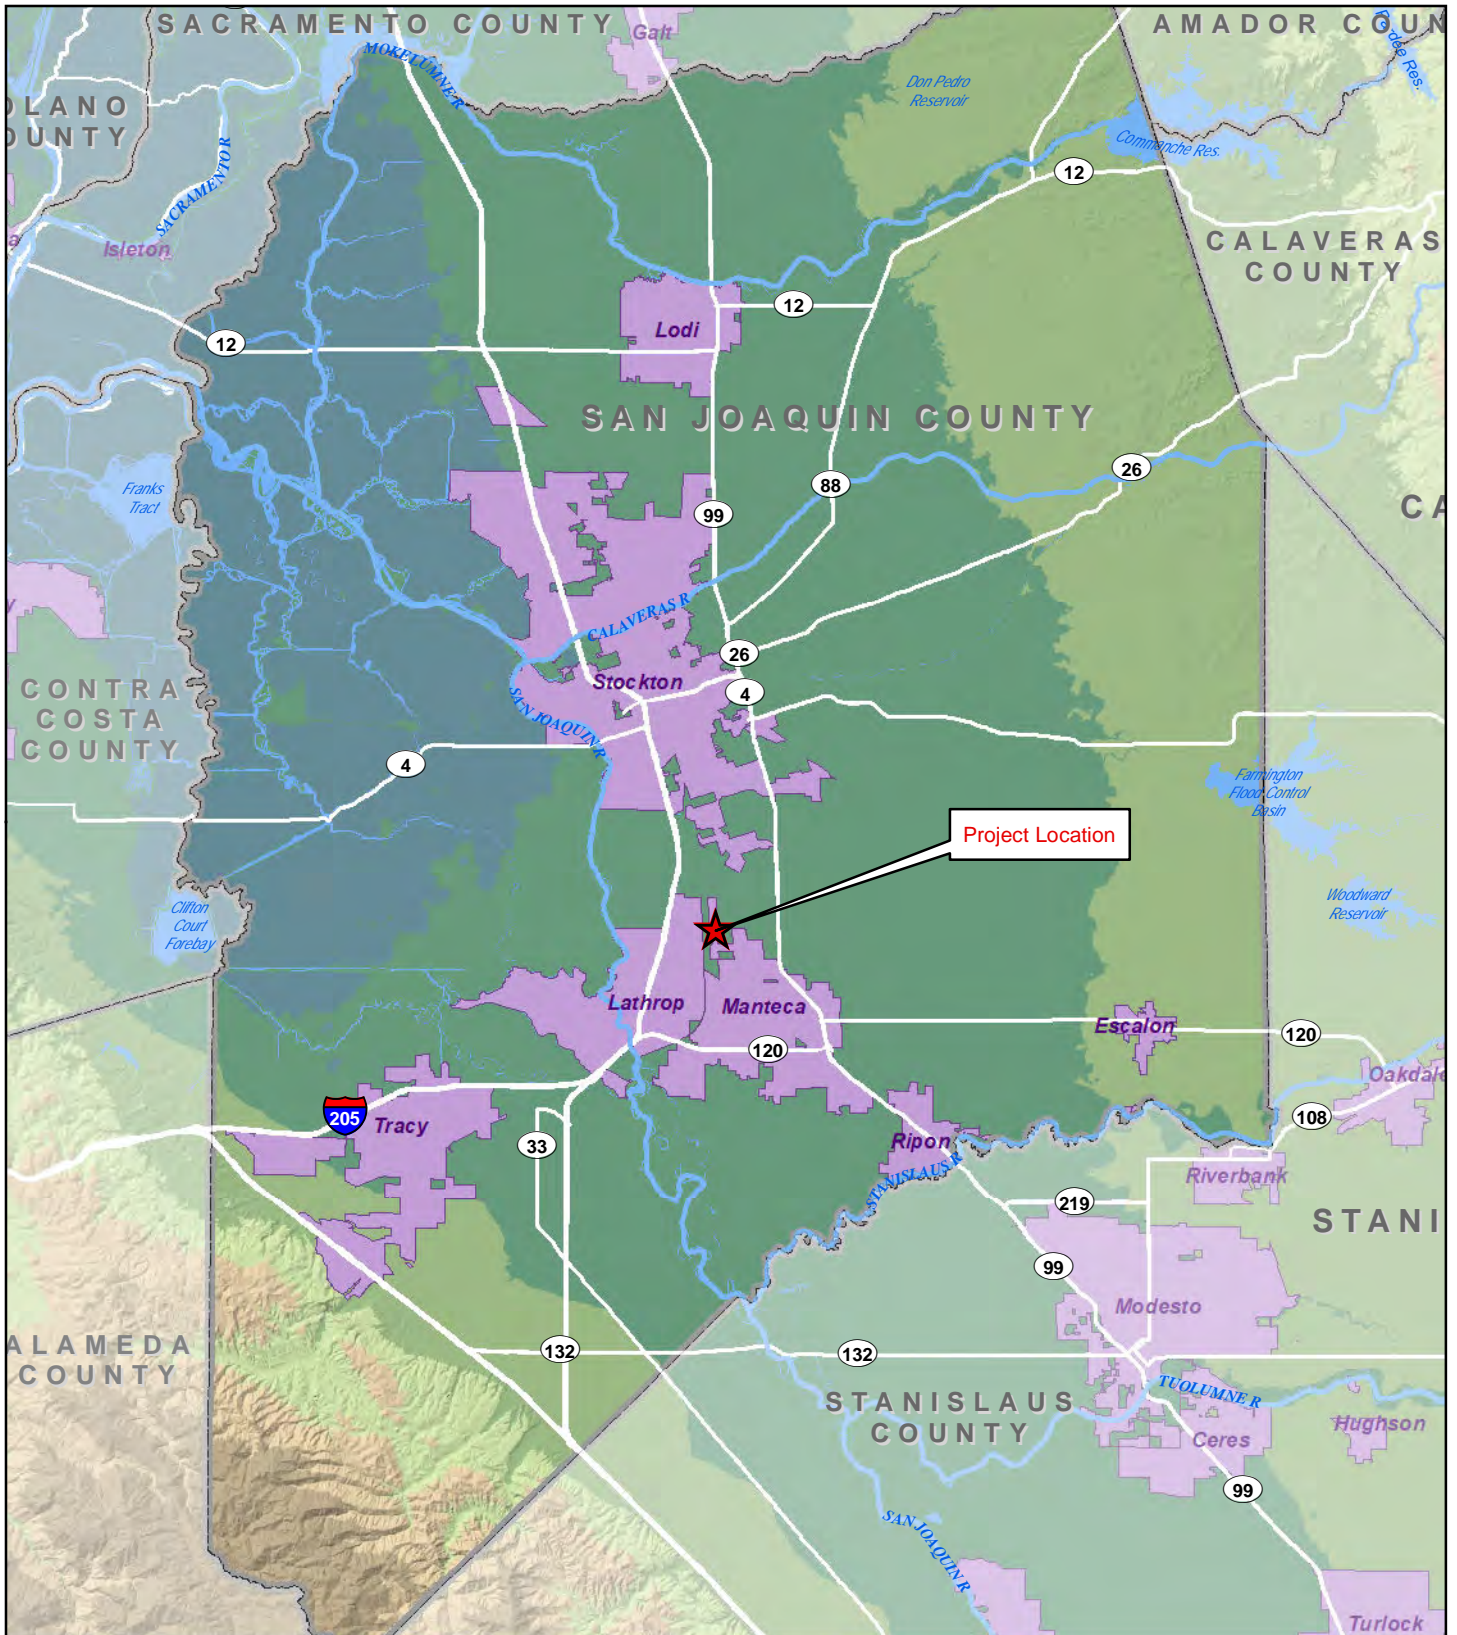 SACRAMENTO COUNTY
AMADOR COUN
Galt
MOKELUMNE R
Don Pedro
Reservoir
dee Res.
OLANO
OUNTY
SACRAMENTO R
Commanche Res.
12
Isleton
CALAVERAS
COUNTY
12
Lodi
12
SAN JOAQUIN COUNTY
26
88
Franks
Tract
99
CA
CALAVERAS R
26
Stockton
4
CONTRA
COSTA
COUNTY
SAN JOAQUIN R
4
Farmington
Flood Control
Basin
Project Location
Woodward
Reservoir
Clifton
Court
Forebay
Lathrop
Manteca
Escalon
120
120
Oakdale
205
Tracy
33
108
Ripon
STANISLAUS R
Riverbank
219
STANI
99
Modesto
ALAMEDA
COUNTY
132
132
TUOLUMNE R
STANISLAUS
COUNTY
Hughson
Ceres
99
SAN JOAQUIN R
Turlock